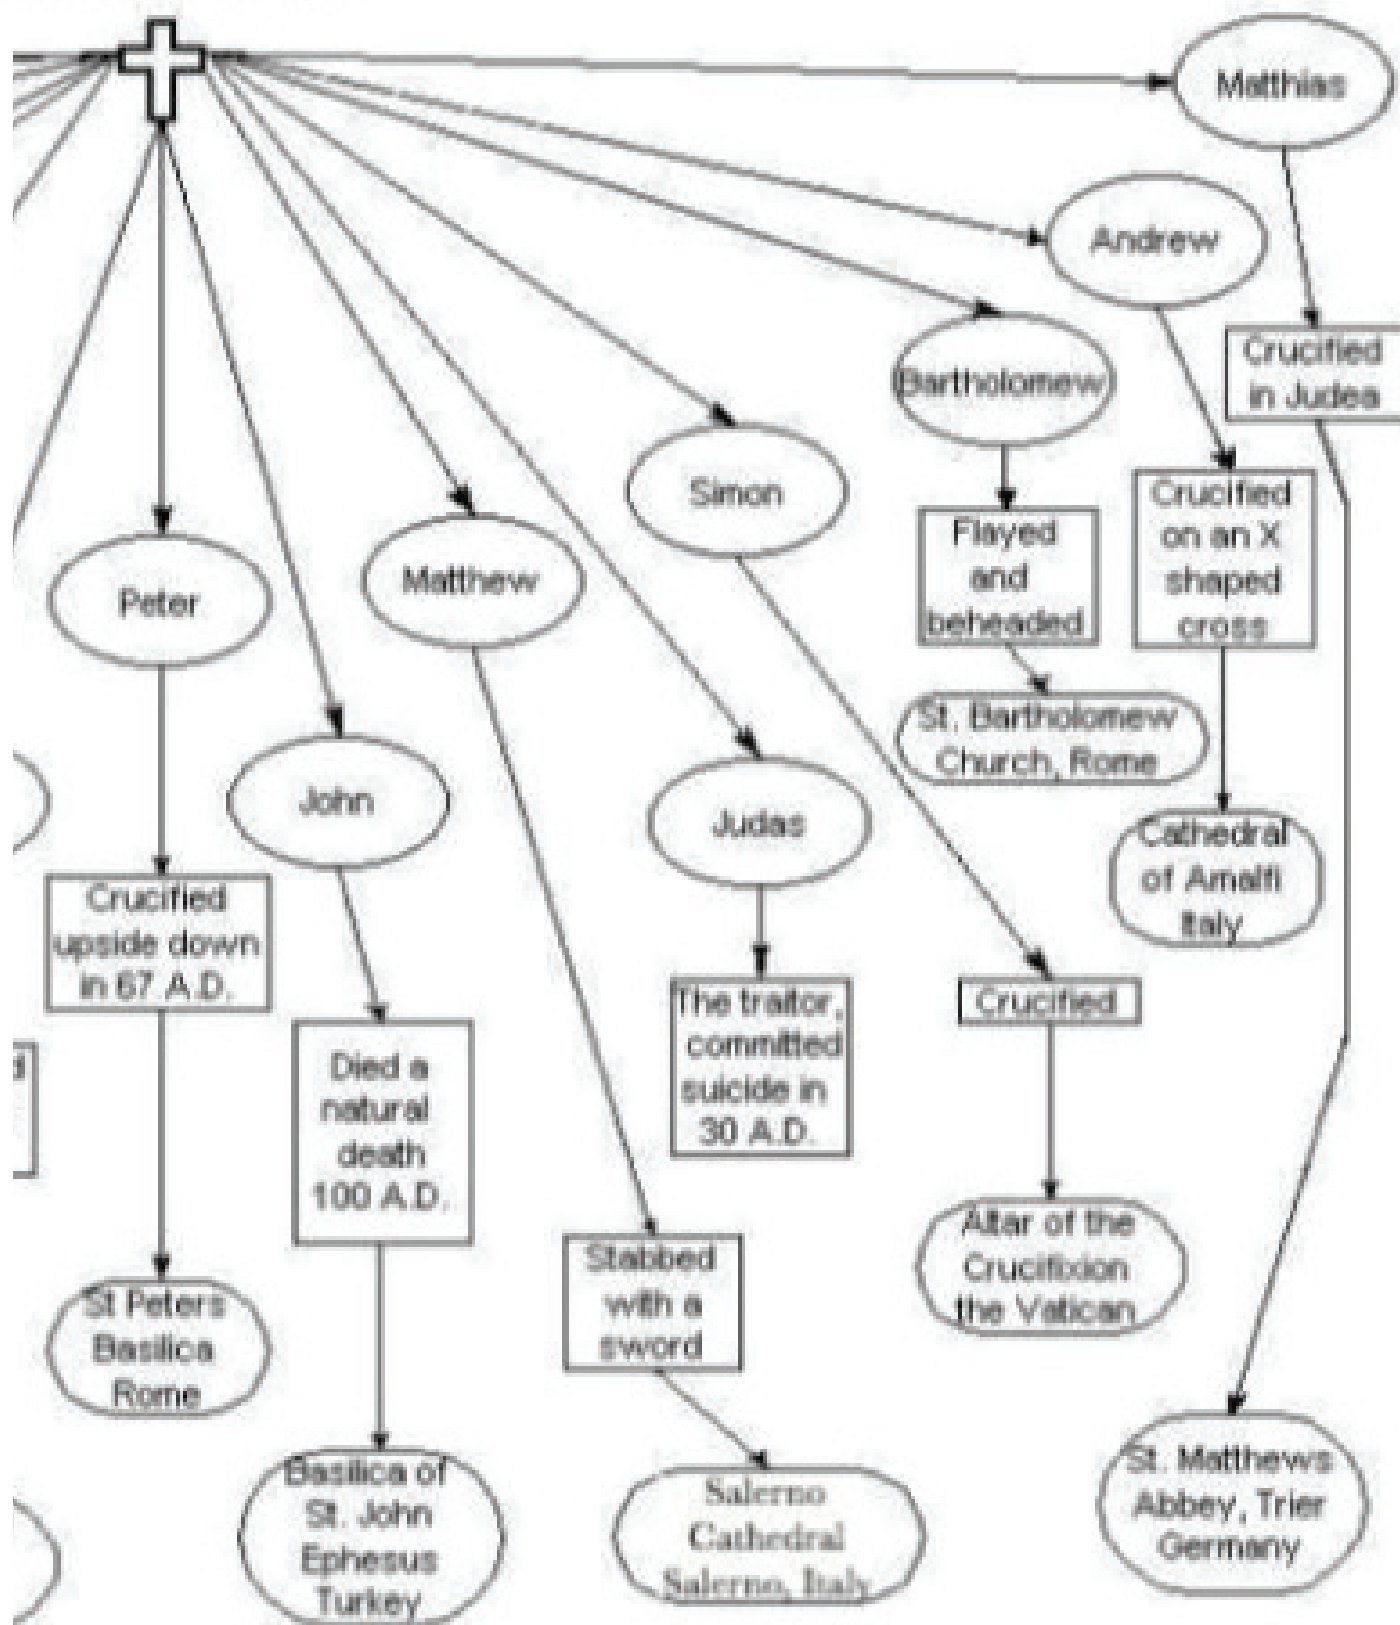 Matthias
Andrew
Crucified
in Judea
Bartholomew
Simon
Crucified
on an X
shaped
cross
Flayed
and
beheaded
Matthew
Peter
St. Bartholomew
Church, Rome
John
Judas
Cathedral
of Amalfi
Italy
Crucified
upside down
in 67 A.D.
The traitor,
committed
suicide in
30 A.D.
Crucified
Died a
natural
death
100 A.D.
d
Altar of the
Crucifixion
the Vatican
Stabbed
with a
sword
St Peters
Basilica
Rome
St. Matthews
Abbey, Trier
Germany
Basilica of
St. John
Ephesus
Turkey
Salerno
Cathedral
Salerno, Italy